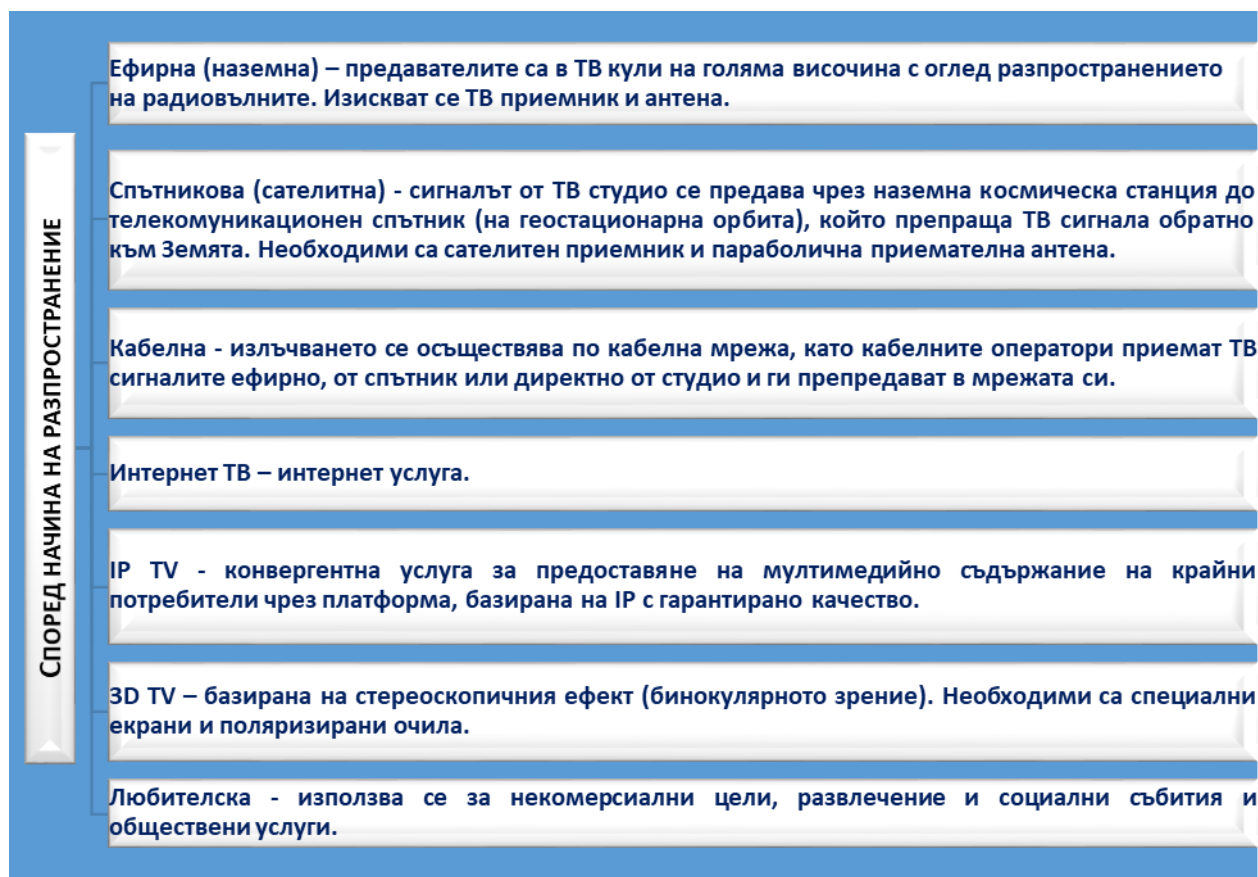 СПОРЕД НАЧИНА НА РАЗПРОСТРАНЕНИЕ
Ефирна (наземна) – предавателите са в ТВ кули на голяма височина с оглед разпространението
на радиовълните. Изискват се ТВ приемник и антена.
Спътникова (сателитна) - сигналът от ТВ студио се предава чрез наземна космическа станция до
телекомуникационен спътник (на геостационарна орбита), който препраща ТВ сигнала обратно
към Земята. Необходими са сателитен приемник и параболична приемателна антена.
Кабелна - излъчването се осъществява по кабелна мрежа, като кабелните оператори приемат ТВ
сигналите ефирно, от спътник или директно от студио и ги препредават в мрежата си.
Интернет ТВ – интернет услуга.
IP TV - конвергентна услуга за предоставяне на мултимедийно съдържание на крайни
потребители чрез платформа, базирана на IP с гарантирано качество.
3D TV – базирана на стереоскопичния ефект (бинокулярното зрение). Необходими са специални
екрани и поляризирани очила.
Любителска - използва се за некомерсиални цели, развлечение и социални събития и
обществени услуги.